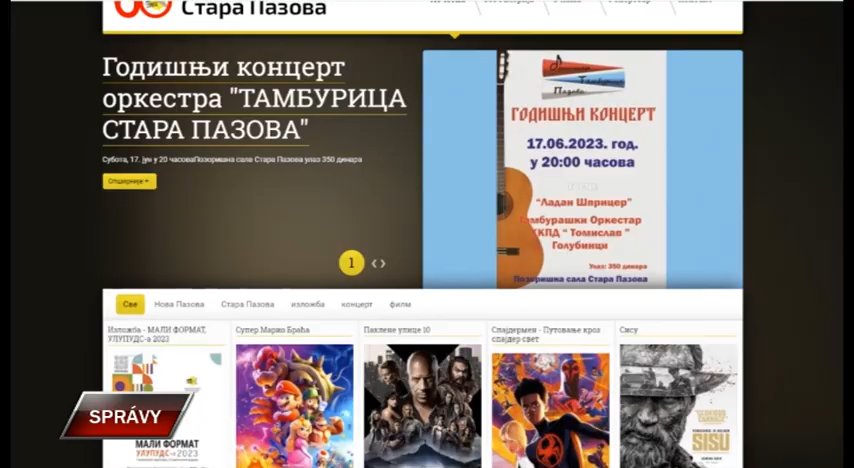 Стара Пазова
Годишњи концерт
оркестра "ТАМБУРИЦА
СТАРА ПАЗОВА"
Субота, 17. јун у 20 часоваПозоришна сала Стара Пазова улаз 350 динара
Опширније
Пазова
ГОДИШЊИ КОНЦЕРТ
17.06.2023. год.
у 20:00 часова
“Ладан Шприцер”
Тамбурашки Оркестар
КПД “ Томислав ”
Голубинци
Улаз: 350 динара
Позоришна сала Стара Пазова
1
Све
Нова Пазова
Стара Пазова
изложба
концерт
филм
Изложба - МАЛИ ФОРМАТ,
УЛУПУДС-а 2023
Супер Марио Браћа
Паклене улице 10
Спајдермен - Путовање кроз
спајдер свет
Сису
МАЛИ ФОРМАТ
УЛУПУДС-а 2023
SISU
SPRÁVY